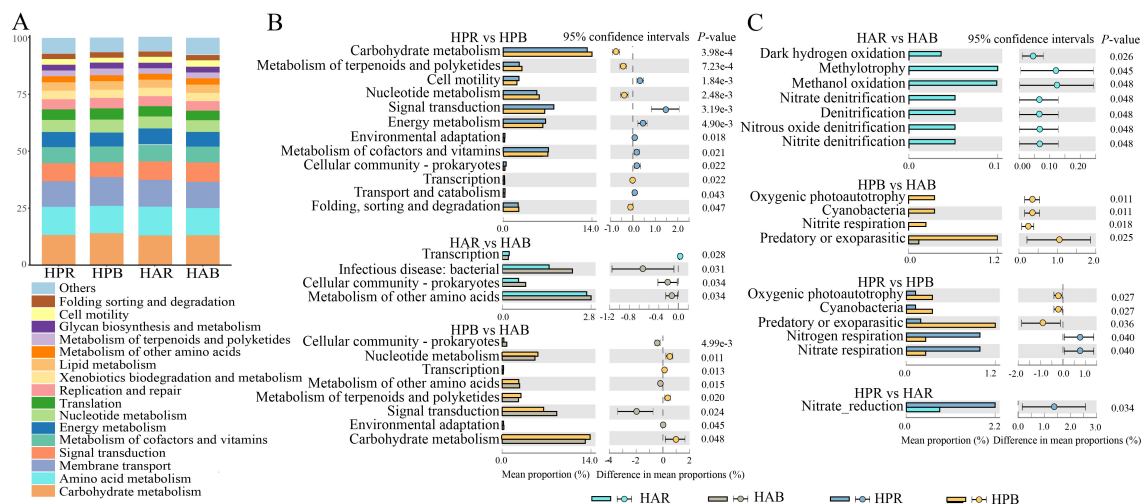 A
100
75
50
25
0
HPR HPB HAR HAB
Others
Folding sorting and degradation
Cell motility
Glycan biosynthesis and metabolism
Metabolism of terpenoids and polyketides
Metabolism of other amino acids
Lipid metabolism
Xenobiotics biodegradation and metabolism
Replication and repair
Translation
Nucleotide metabolism
Energy metabolism
Metabolism of cofactors and vitamins
Signal transduction
Membrane transport
Amino acid metabolism
Carbohydrate metabolism
B
HPR vs HPB 95% confidence intervals P-value
Carbohydrate metabolism 3.98e-4
Metabolism of terpenoids and polyketides 7.23e-4
Cell motility 1.84e-3
Nucleotide metabolism 2.48e-3
Signal transduction 3.19e-3
Energy metabolism 4.90e-3
Environmental adaptation 0.018
Metabolism of cofactors and vitamins 0.021
Cellular community - prokaryotes 0.022
Transcription 0.022
Transport and catabolism 0.043
Folding, sorting and degradation 0.047
0.0 14.0 -1.0 0.0 1.0 2.0
HAR vs HAB
Transcription 0.028
Infectious disease: bacterial 0.031
Cellular community - prokaryotes 0.034
Metabolism of other amino acids 0.034
0.0 2.8 -1.2 -0.8 -0.4 0.0
HPB vs HAB
Cellular community - prokaryotes 4.99e-3
Nucleotide metabolism 0.011
Transcription 0.013
Metabolism of other amino acids 0.015
Metabolism of terpenoids and polyketides 0.020
Signal transduction 0.024
Environmental adaptation 0.045
Carbohydrate metabolism 0.048
0.0 14.0 -4 -2 0 2
Mean proportion (%) Difference in mean proportions (%)
C
HAR vs HAB 95% confidence intervals P-value
Dark hydrogen oxidation 0.026
Methylotrophy 0.045
Methanol oxidation 0.048
Nitrate denitrification 0.048
Denitrification 0.048
Nitrous oxide denitrification 0.048
Nitrite denitrification 0.048
0.0 0.1 0.0 0.1 0.2
HPB vs HAB
Oxygenic photoautotrophy 0.011
Cyanobacteria 0.011
Nitrite respiration 0.018
Predatory or exoparasitic 0.025
0.0 1.2 0.0 1.0 2.0
HPR vs HPB
Oxygenic photoautotrophy 0.027
Cyanobacteria 0.027
Predatory or exoparasitic 0.036
Nitrogen respiration 0.040
Nitrate respiration 0.040
0.0 1.2 -2.0 -1.0 0.0 1.0
HPR vs HAR
Nitrate_reduction 0.034
0.0 2.2 0.0 1.0 2.0 3.0
Mean proportion (%) Difference in mean proportions (%)
HAR HAB HPR HPB